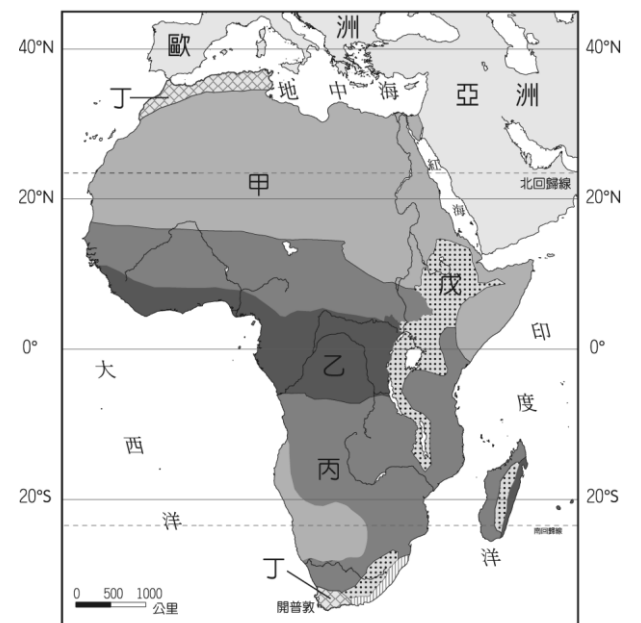 40°N
歐
洲
40°N
丁
地中海
亞洲
甲
紅海
北回歸線
20°N
20°N
戊
印度洋
0°
乙
0°
大西洋
丙
20°S
20°S
南回歸線
丁
0 500 1000
公里
開普敦